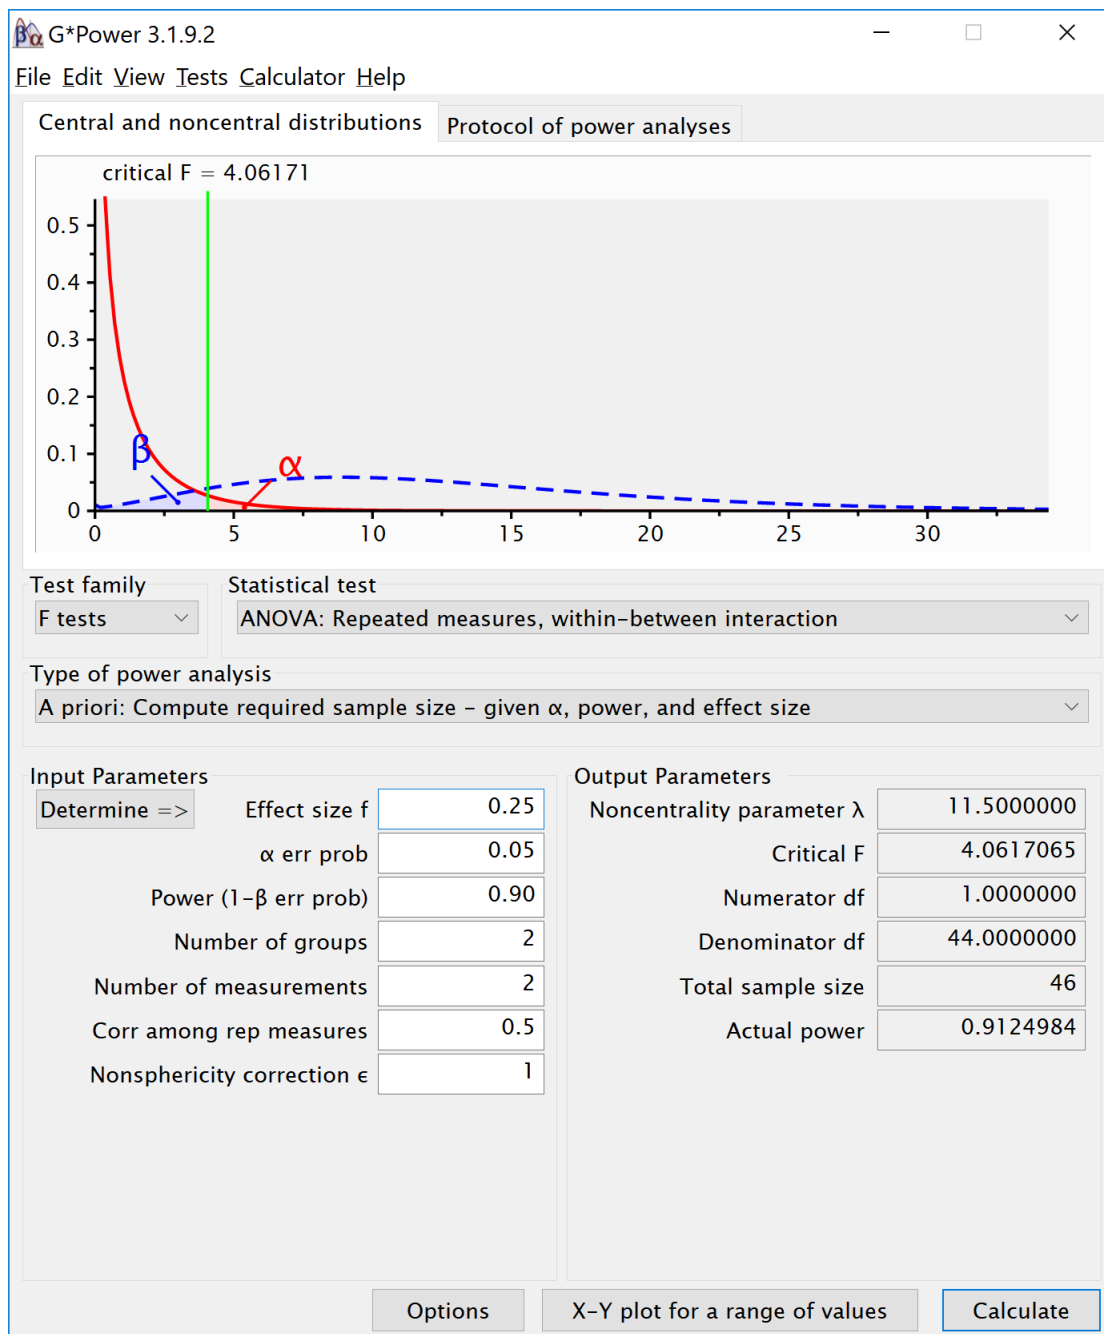 G*Power 3.1.9.2
File Edit View Tests Calculator Help
Central and noncentral distributions
Protocol of power analyses
critical F = 4.06171
0.5
0.4
0.3
0.2
0.1
0
β
α
0 5 10 15 20 25 30
Test family
Statistical test
F tests
ANOVA: Repeated measures, within-between interaction
Type of power analysis
A priori: Compute required sample size - given α, power, and effect size
Input Parameters
Determine =>
Effect size f 0.25
α err prob 0.05
Power (1-β err prob) 0.90
Number of groups 2
Number of measurements 2
Corr among rep measures 0.5
Nonsphericity correction ϵ 1
Output Parameters
Noncentrality parameter λ 11.5000000
Critical F 4.0617065
Numerator df 1.0000000
Denominator df 44.0000000
Total sample size 46
Actual power 0.9124984
Options
X-Y plot for a range of values
Calculate